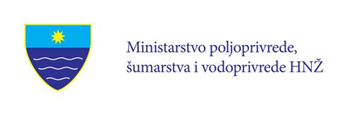 Ministarstvo poljoprivrede,
šumarstva i vodoprivrede HNŽ